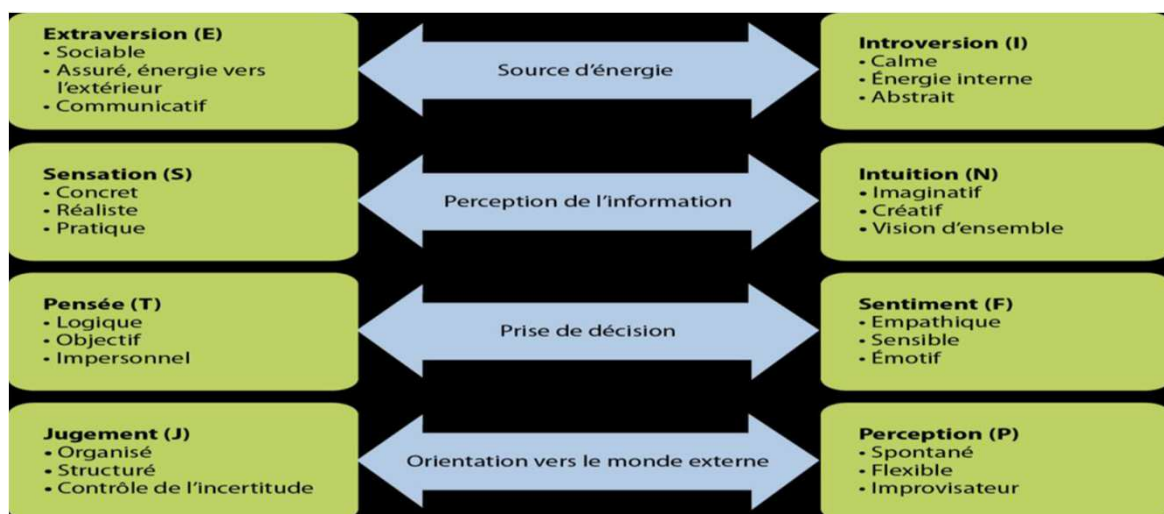 Extraversion (E)
• Sociable
• Assuré, énergie vers
l'extérieur
• Communicatif
Source d'énergie
Introversion (I)
• Calme
• Énergie interne
• Abstrait
Sensation (S)
• Concret
• Réaliste
• Pratique
Perception de l'information
Intuition (N)
• Imaginatif
• Créatif
• Vision d'ensemble
Pensée (T)
• Logique
• Objectif
• Impersonnel
Prise de décision
Sentiment (F)
• Empathique
• Sensible
• Émotif
Jugement (J)
• Organisé
• Structuré
• Contrôle de l'incertitude
Orientation vers le monde externe
Perception (P)
• Spontané
• Flexible
• Improvisateur